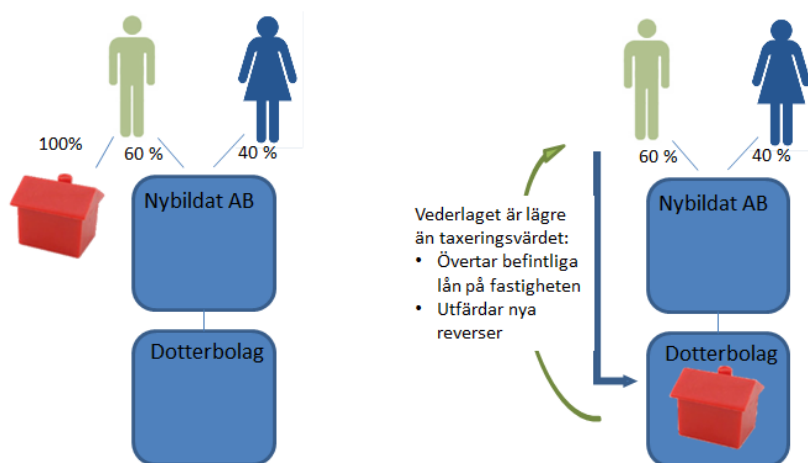 100%
60 %
40 %
Nybildat AB
Dotterbolag
60 %
40 %
Vederlaget är lägre
än taxeringsvärdet:
• Övertar befintliga
lån på fastigheten
• Utfärdar nya
reverser
Nybildat AB
Dotterbolag